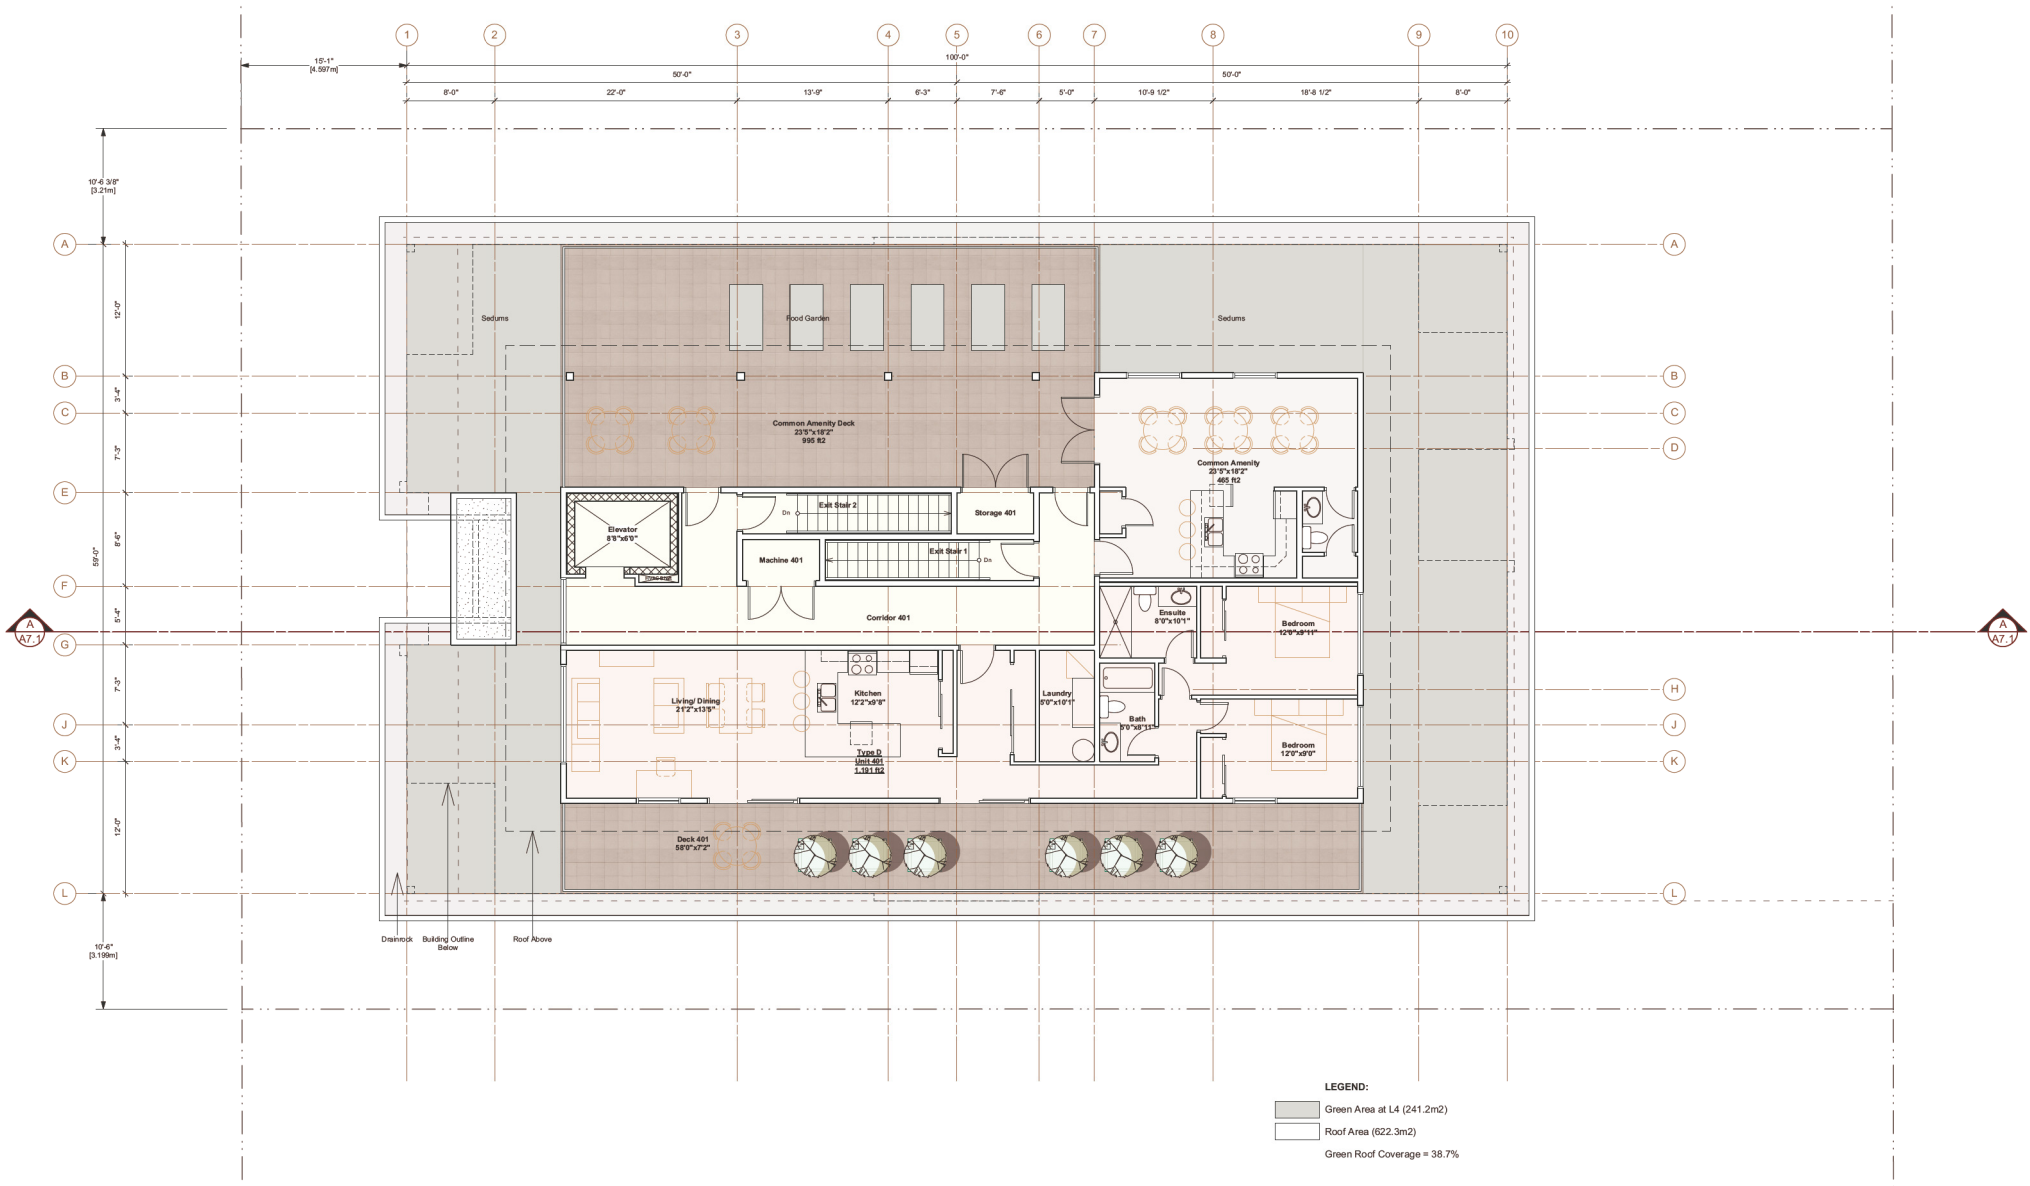 1 2 3 4 5 6 7 8 9 10
15'-1"
[4.597m]
100'-0"
50'-0" 50'-0"
8'-0" 22'-0" 13'-9" 6'-3" 7'-6" 5'-0" 10'-9 1/2" 18'-8 1/2" 8'-0"
10'-6 3/8"
[3.21m]
A A
12'-0"
Sedums Food Garden Sedums
B B
3'-4"
C C
Common Amenity Deck
23'5"x18'2"
995 ft2
D
7'-3"
Common Amenity
23'5"x18'2"
465 ft2
E
59'-0"
8'-6"
Elevator
8'8"x6'0"
Dn Exit Stair 2
Storage 401
Machine 401
Exit Stair 1
Dn
F
5'-4"
Corridor 401
Ensuite
8'0"x10'1"
Bedroom
12'0"x9'11"
A
A7.1
A
A7.1
G
7'-3"
H
Living/ Dining
21'2"x13'5"
Kitchen
12'2"x9'8"
Laundry
5'0"x10'1"
Bath
5'0"x8'11"
J J
3'-4"
Bedroom
12'0"x9'0"
Type D
Unit 401
1,191 ft2
K K
12'-0"
Deck 401
58'0"x7'2"
L L
Drainrock
Building Outline
Below
Roof Above
10'-6"
[3.199m]
LEGEND:
Green Area at L4 (241.2m2)
Roof Area (622.3m2)
Green Roof Coverage = 38.7%